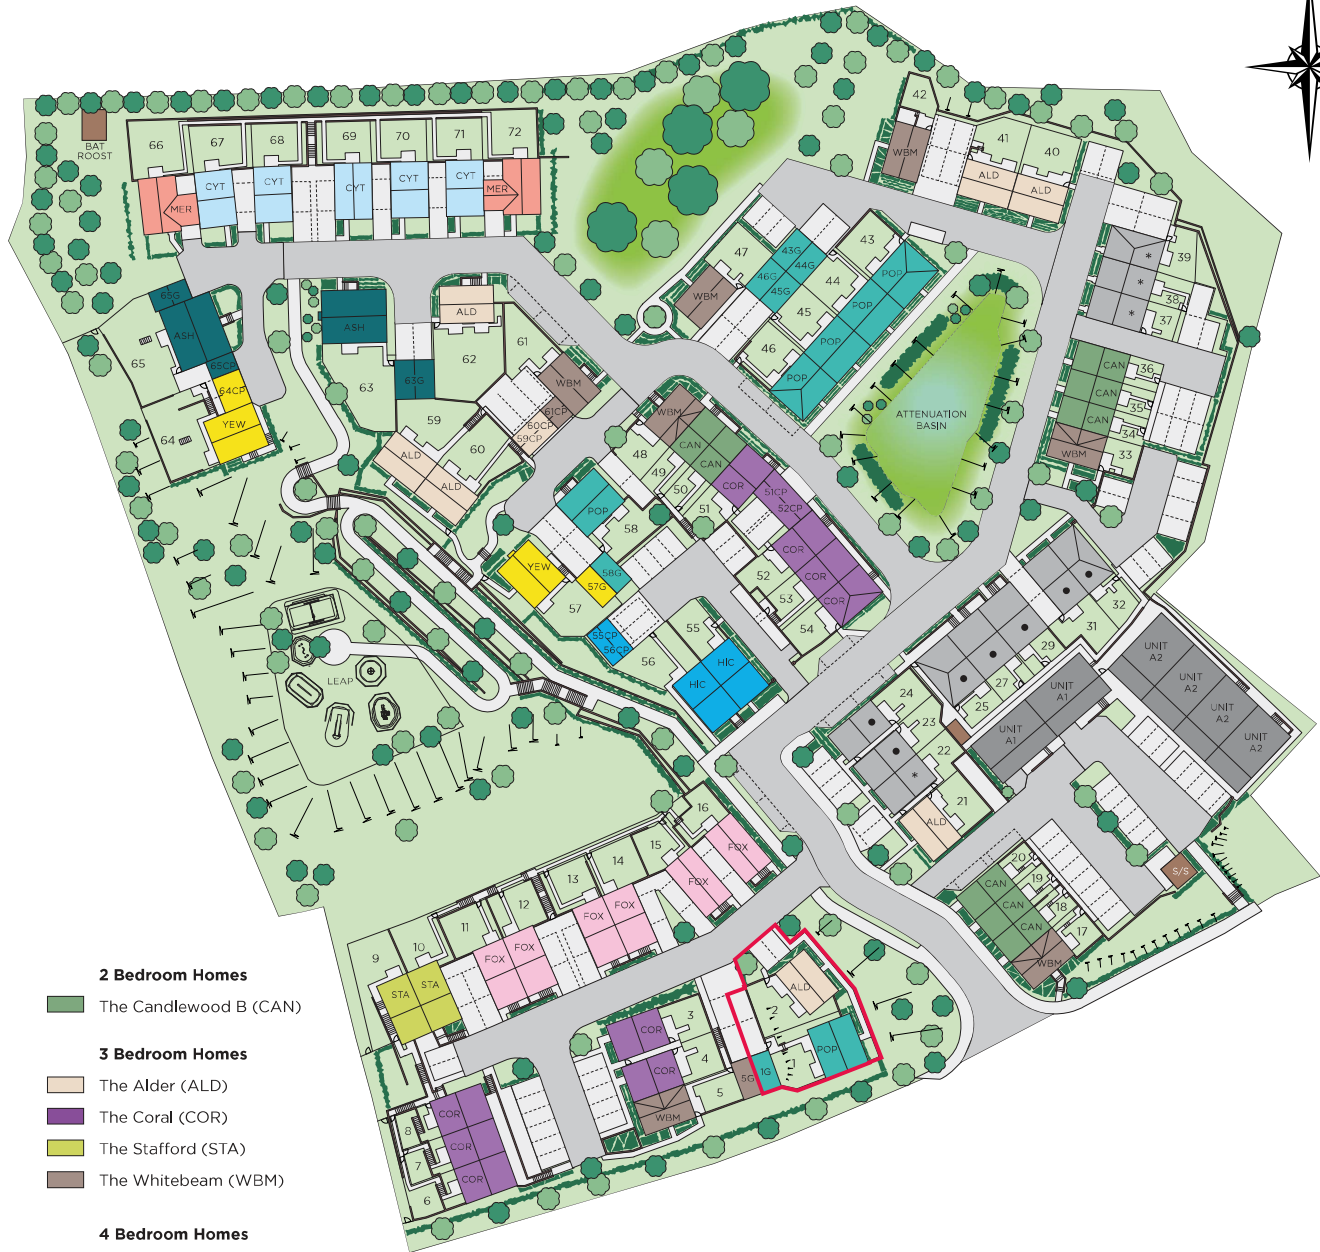 42
41
40
WBM
ALD
ALD
BAT
ROOST
66
67
68
69
70
71
72
MER
CYT
CYT
CYT
CYT
CYT
MER
39
*
38
*
37
*
47
43G
44G
46G
45G
43
44
45
46
WBM
POP
POP
POP
POP
65G
ASH
65CP
64CP
YEW
65
64
ASH
63
63G
ALD
62
61
WBM
61CP
60CP
59CP
59
60
ALD
ALD
CAN
CAN
WBM
36
35
34
33
ATTENUATION
BASIN
WBM
CAN
CAN
COR
51CP
52CP
COR
COR
COR
48
49
50
51
52
53
54
POP
58
YEW
58G
57G
57
55CP
56CP
56
55
HIC
HIC
LEAP
32
31
29
27
25
24
23
22
21
*
ALD
UNIT
A1
UNIT
A1
UNIT
A2
UNIT
A2
UNIT
A2
UNIT
A2
S/S
20
19
18
17
CAN
CAN
CAN
WBM
16
15
14
13
12
11
10
9
FOX
FOX
FOX
FOX
FOX
FOX
STA
STA
ALD
2
POP
1
1G
5G
COR
3
COR
4
WBM
5
COR
COR
COR
8
7
6
2 Bedroom Homes
The Candlewood B (CAN)
3 Bedroom Homes
The Alder (ALD)
The Coral (COR)
The Stafford (STA)
The Whitebeam (WBM)
4 Bedroom Homes